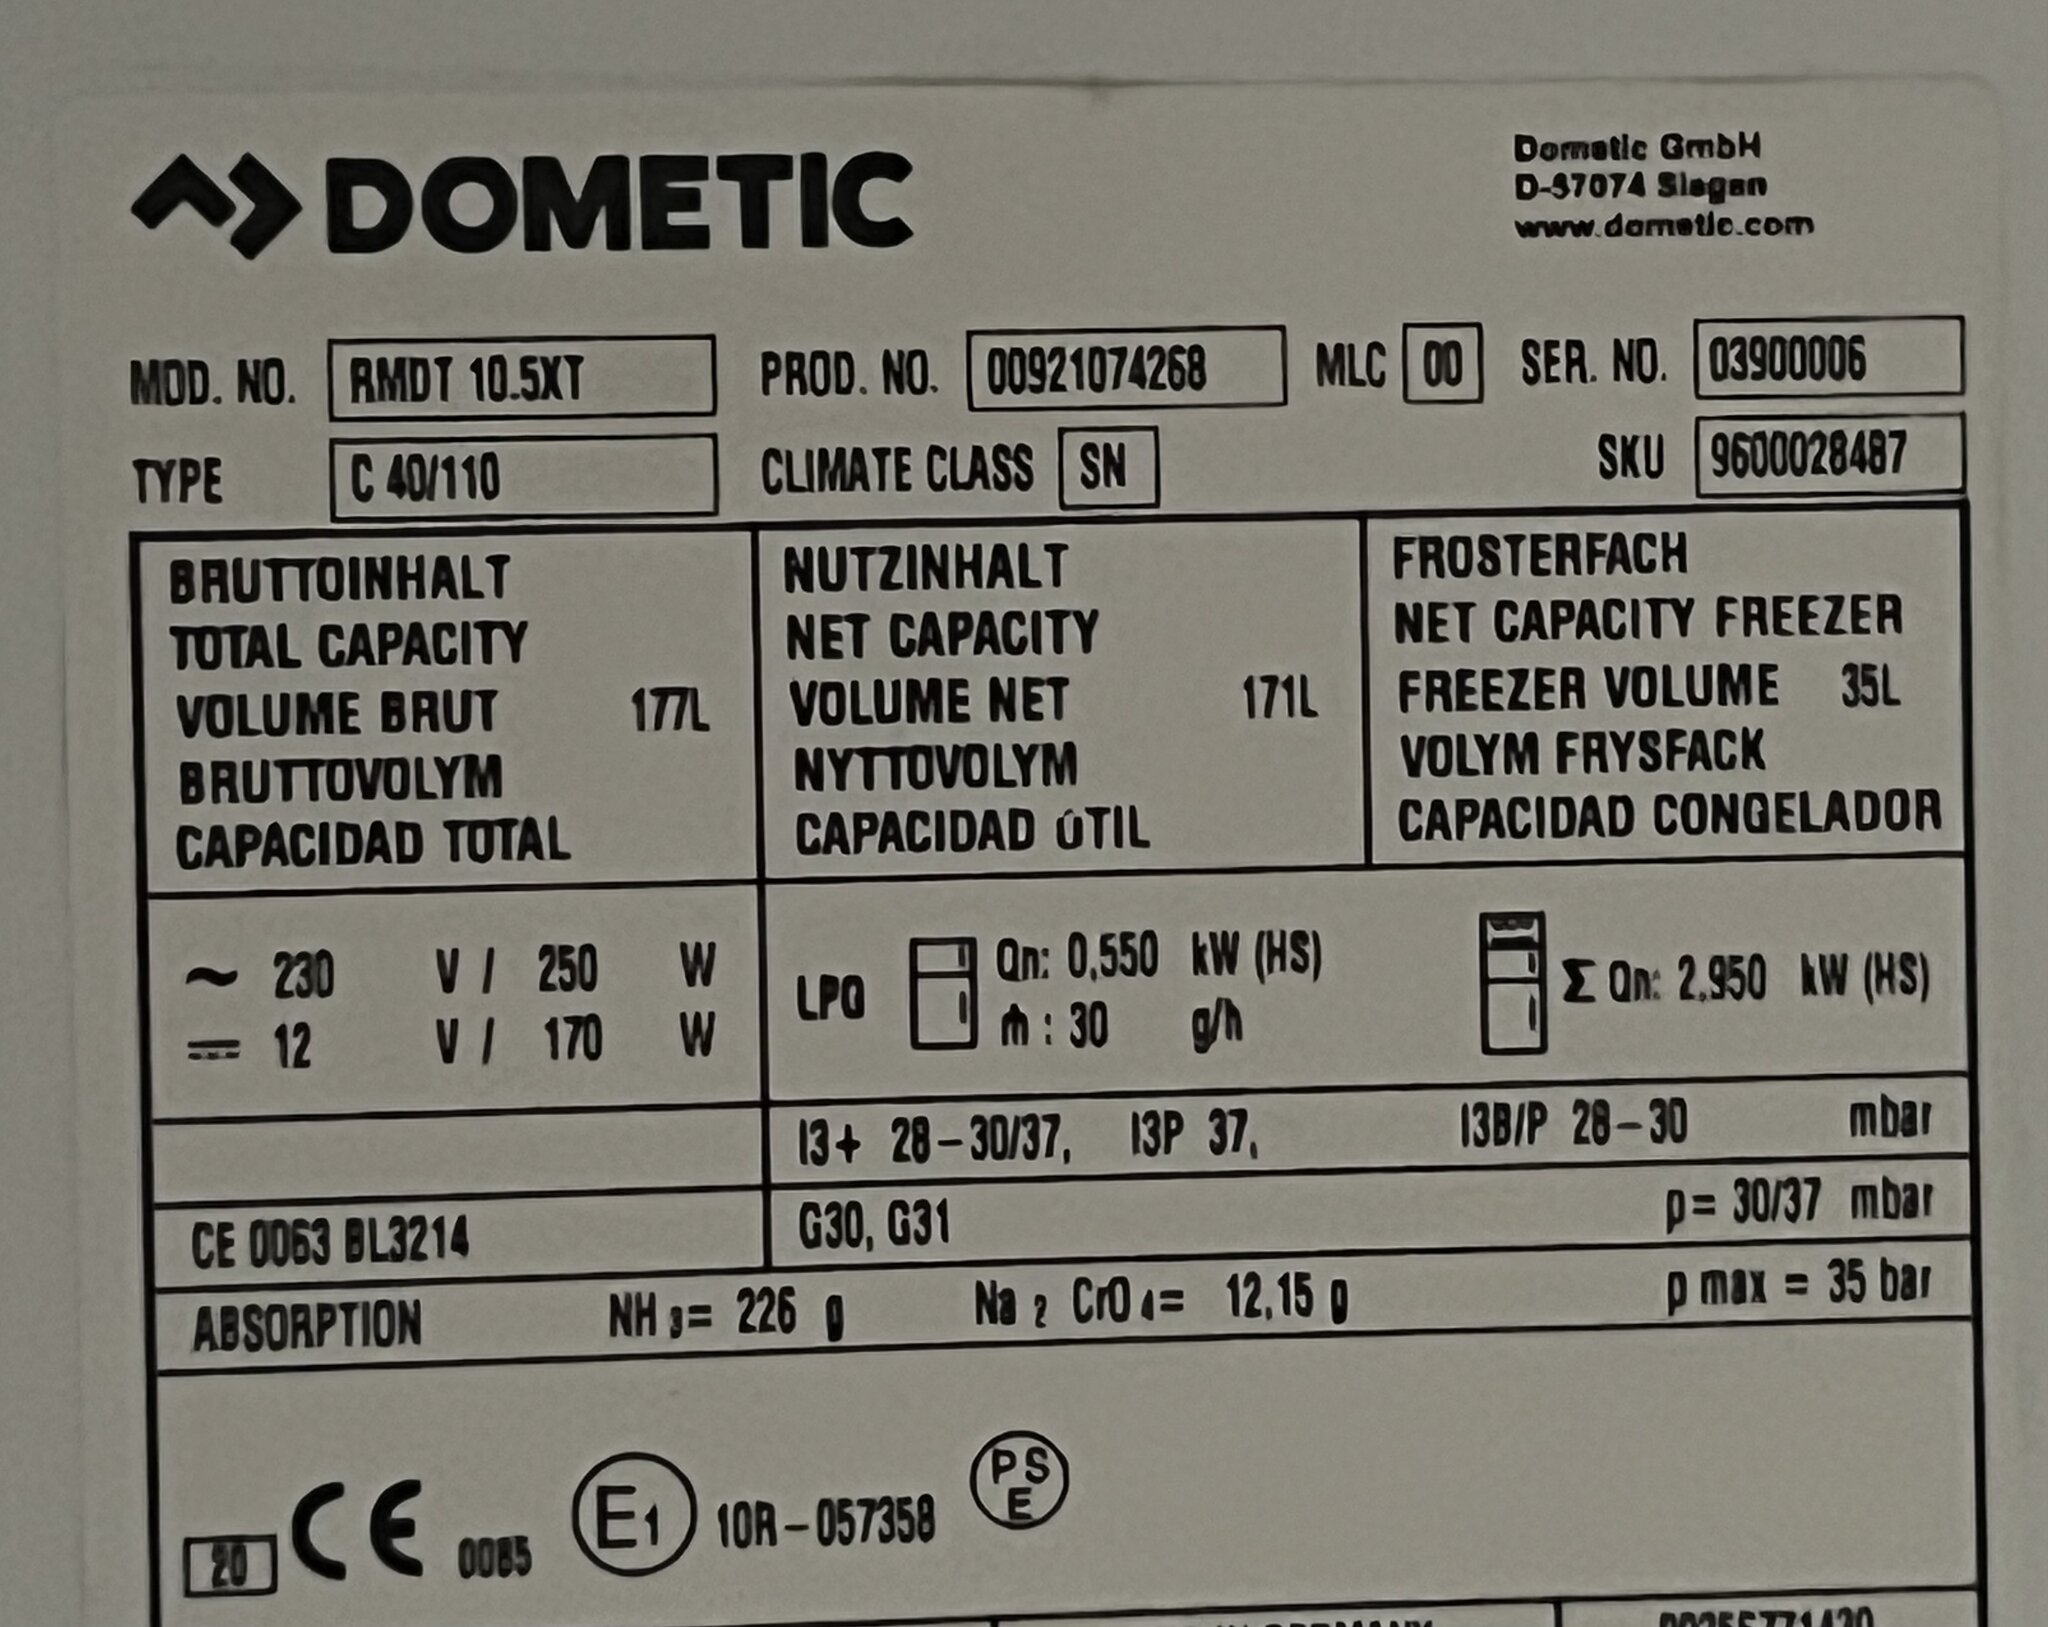 DOMETIC
Dometic GmbH
D-57074 Siegen
www.dometic.com
MOD. NO. RMDT 10.5XT PROD. NO. 00921074268 MLC 00 SER. NO. 03900006
TYPE C 40/110 CLIMATE CLASS SN SKU 9600028487
BRUTTOINHALT
TOTAL CAPACITY
VOLUME BRUT 177L
BRUTTOVOLYM
CAPACIDAD TOTAL
NUTZINHALT
NET CAPACITY
VOLUME NET 171L
NYTTOVOLYM
CAPACIDAD ÚTIL
FROSTERFACH
NET CAPACITY FREEZER
FREEZER VOLUME 35L
VOLYM FRYSFACK
CAPACIDAD CONGELADOR
~ 230 V / 250 W
⎓ 12 V / 170 W
LPG
Qn: 0,550 kW (HS)
ṁ : 30 g/h
Σ Qn: 2,950 kW (HS)
I3+ 28-30/37, I3P 37, I3B/P 28-30 mbar
CE 0063 BL3214
G30, G31 p= 30/37 mbar
ABSORPTION NH3= 226 g Na2 CrO4= 12,15 g p max = 35 bar
20 CE 0085 E1 10R-057358 PS E